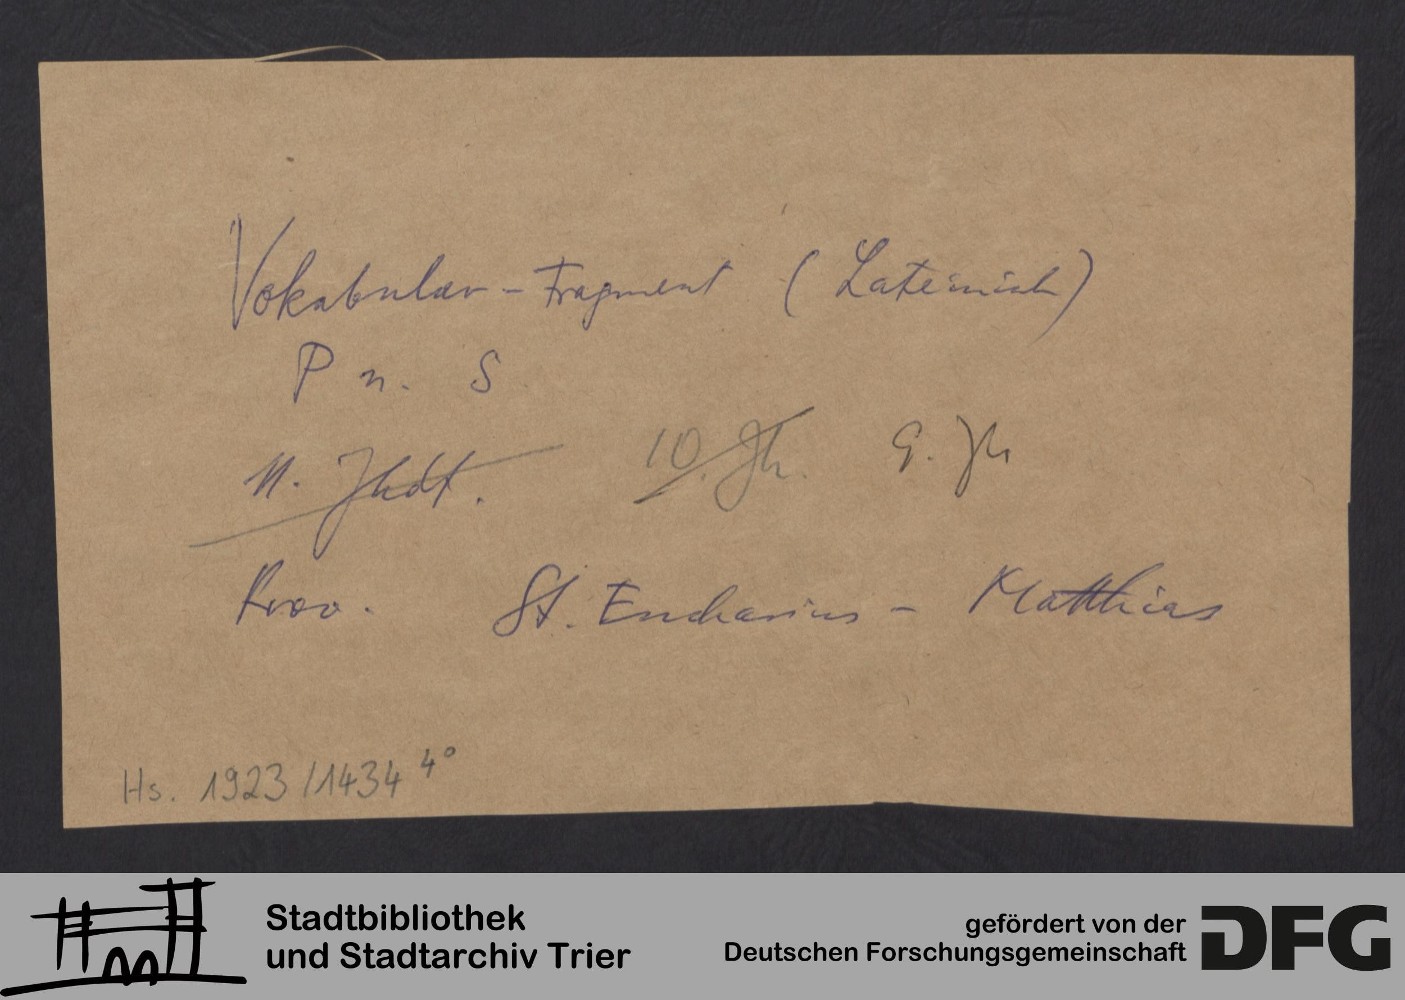 Vokabular-Fragment (Lateinisch)
P u. S
11. Jhdt. 10. Jh. 9. Jh
Prov. St. Eucharius - Matthias
Hs. 1923/1434 4°
Stadtbibliothek
und Stadtarchiv Trier
gefördert von der
Deutschen Forschungsgemeinschaft
DFG